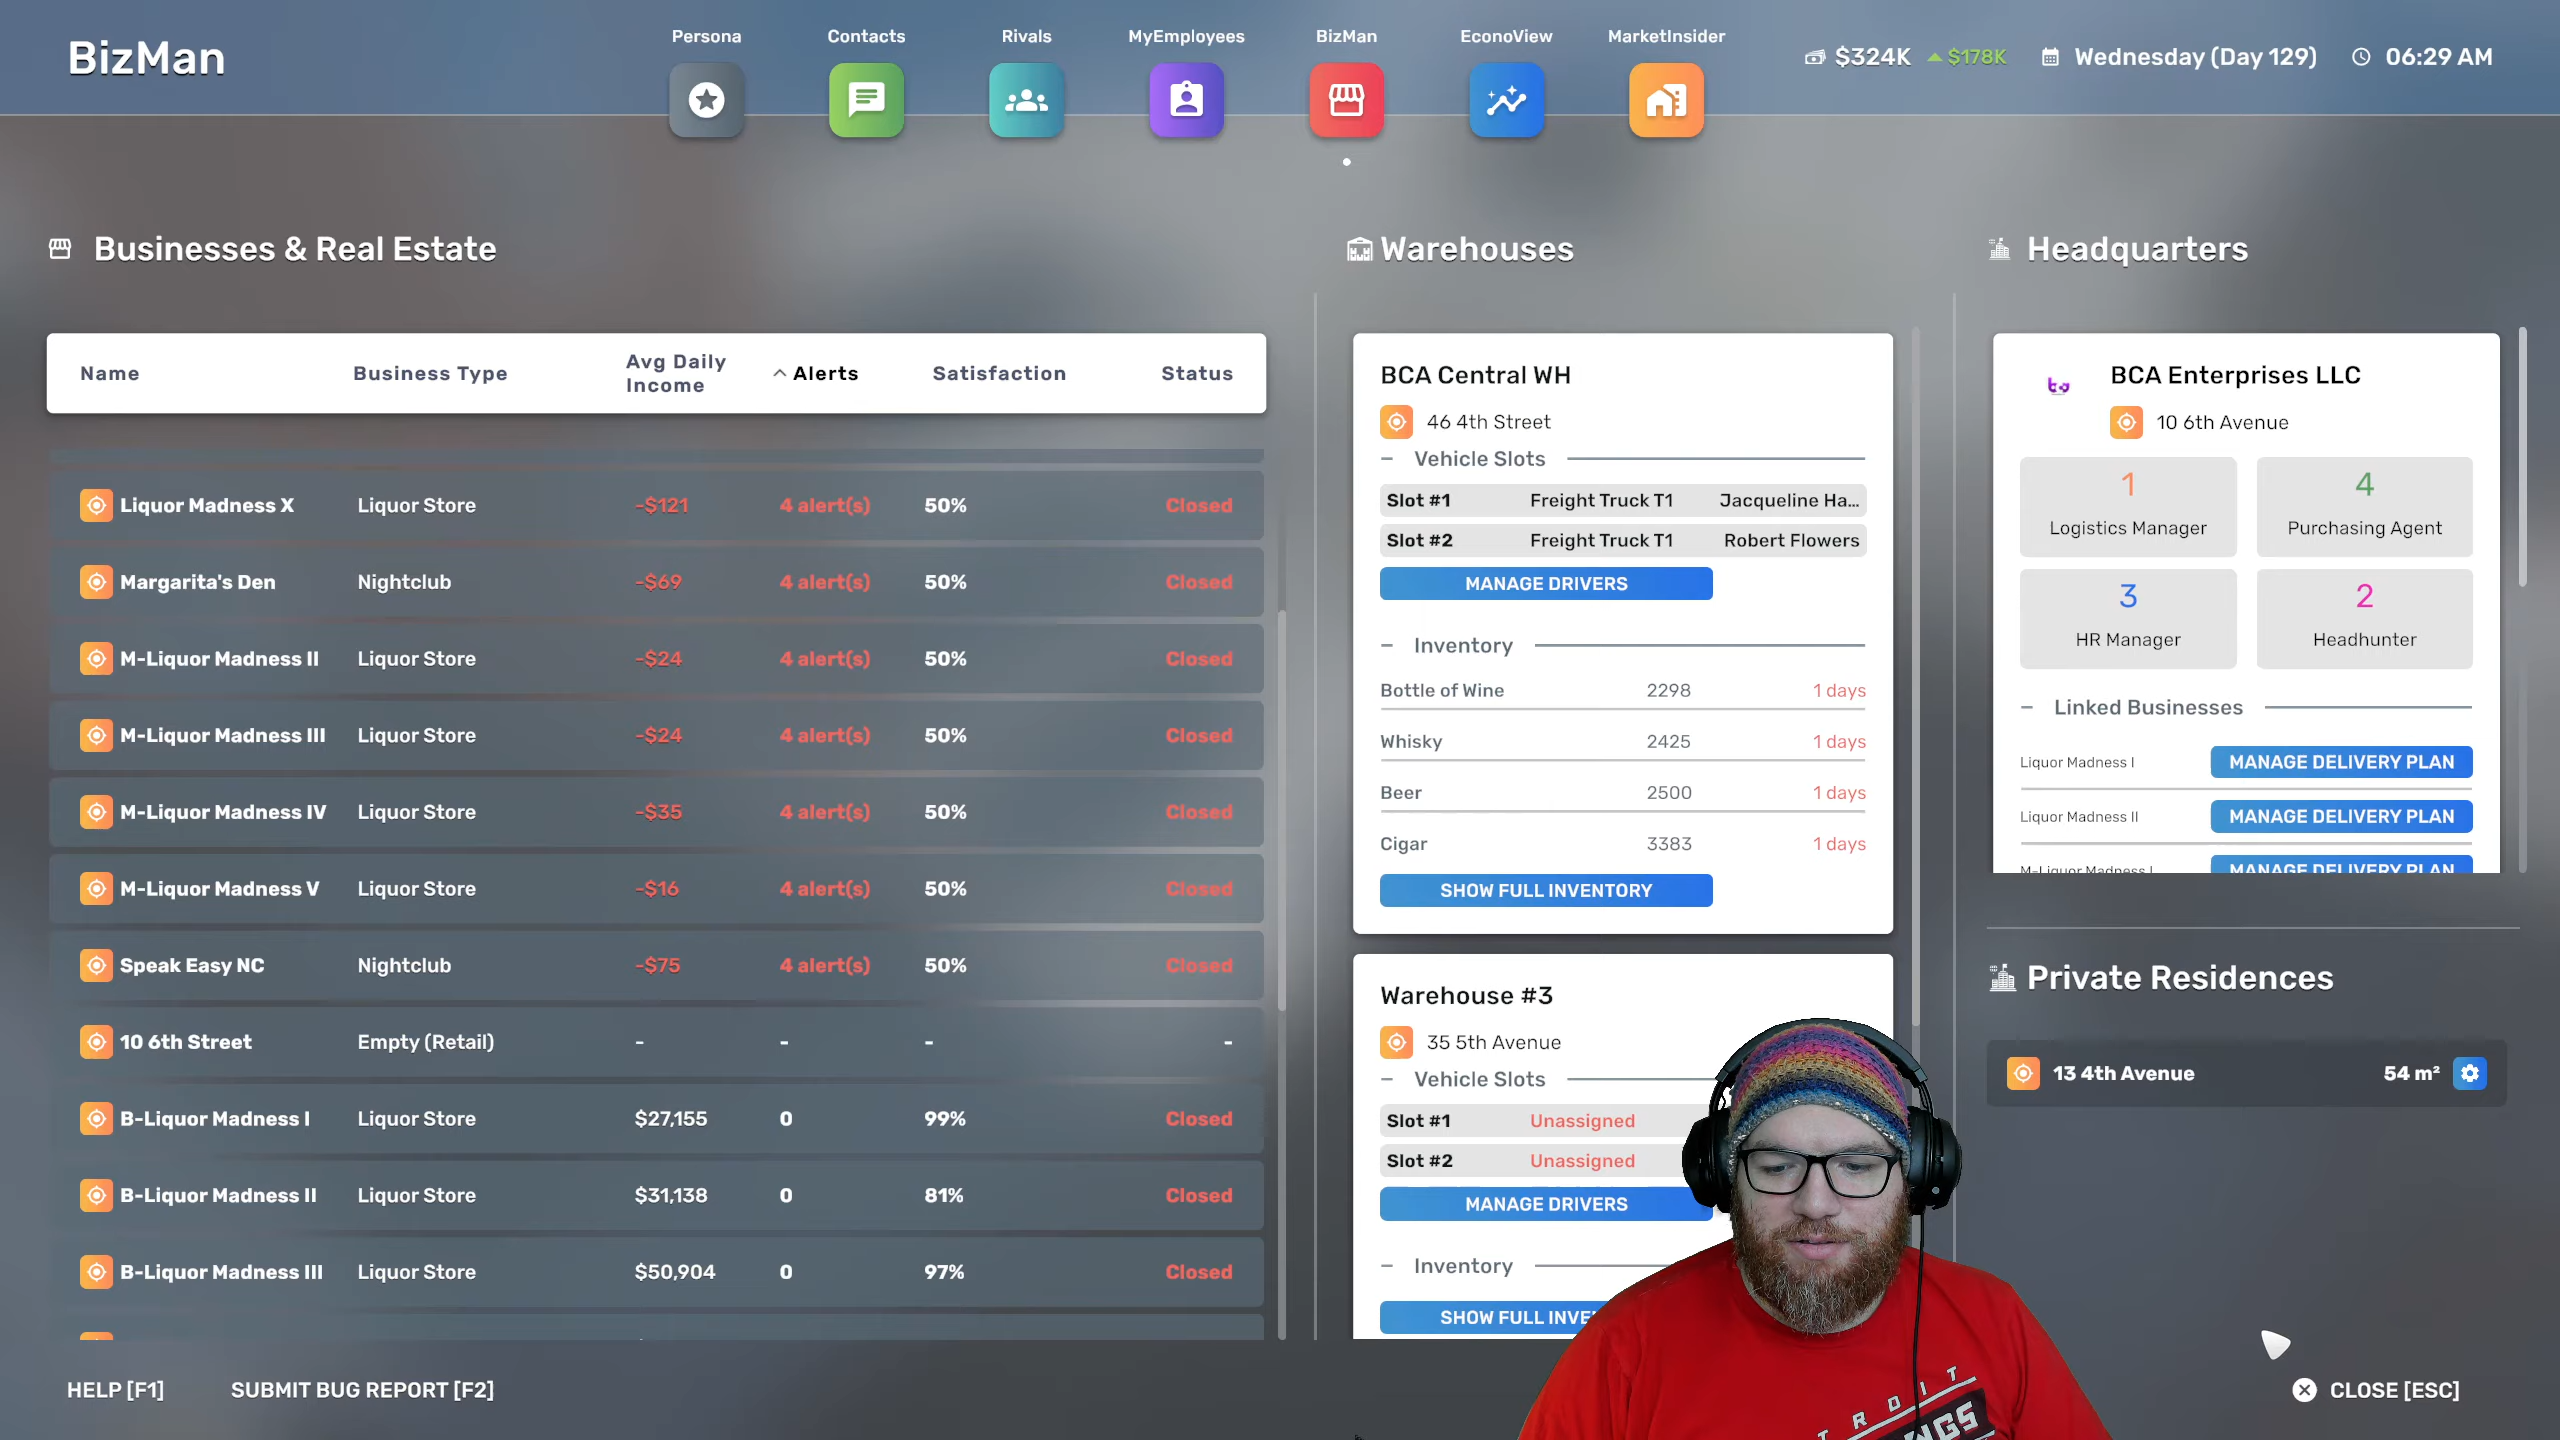 BizMan
Persona
Contacts
Rivals
MyEmployees
BizMan
EconoView
MarketInsider
$324K $178K Wednesday (Day 129) 06:29 AM
Businesses & Real Estate
Name Business Type Avg Daily Income Alerts Satisfaction Status
Liquor Madness X Liquor Store -$121 4 alert(s) 50% Closed
Margarita's Den Nightclub -$69 4 alert(s) 50% Closed
M-Liquor Madness II Liquor Store -$24 4 alert(s) 50% Closed
M-Liquor Madness III Liquor Store -$24 4 alert(s) 50% Closed
M-Liquor Madness IV Liquor Store -$35 4 alert(s) 50% Closed
M-Liquor Madness V Liquor Store -$16 4 alert(s) 50% Closed
Speak Easy NC Nightclub -$75 4 alert(s) 50% Closed
10 6th Street Empty (Retail) - - - -
B-Liquor Madness I Liquor Store $27,155 0 99% Closed
B-Liquor Madness II Liquor Store $31,138 0 81% Closed
B-Liquor Madness III Liquor Store $50,904 0 97% Closed
Warehouses
BCA Central WH
46 4th Street
Vehicle Slots
Slot #1 Freight Truck T1 Jacqueline Ha...
Slot #2 Freight Truck T1 Robert Flowers
MANAGE DRIVERS
Inventory
Bottle of Wine 2298 1 days
Whisky 2425 1 days
Beer 2500 1 days
Cigar 3383 1 days
SHOW FULL INVENTORY
Warehouse #3
35 5th Avenue
Vehicle Slots
Slot #1 Unassigned
Slot #2 Unassigned
MANAGE DRIVERS
Inventory
SHOW FULL
Headquarters
BCA Enterprises LLC
10 6th Avenue
1 Logistics Manager
4 Purchasing Agent
3 HR Manager
2 Headhunter
Linked Businesses
Liquor Madness I MANAGE DELIVERY PLAN
Liquor Madness II MANAGE DELIVERY PLAN
M-Liquor Madness I MANAGE DELIVERY PLAN
Private Residences
13 4th Avenue 54 m²
HELP [F1] SUBMIT BUG REPORT [F2]
CLOSE [ESC]